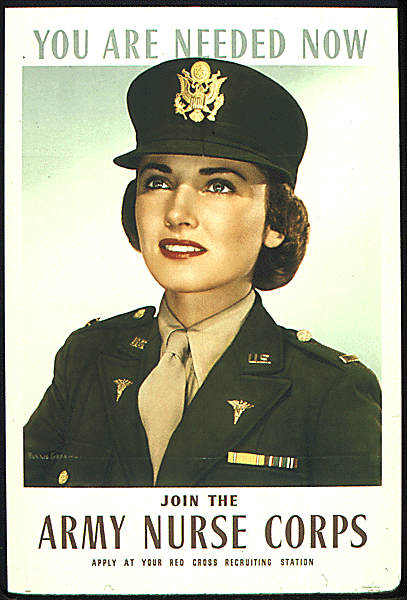 YOU ARE NEEDED NOW
U.S.
U.S.
JOIN THE
ARMY NURSE CORPS
APPLY AT YOUR RED CROSS RECRUITING STATION